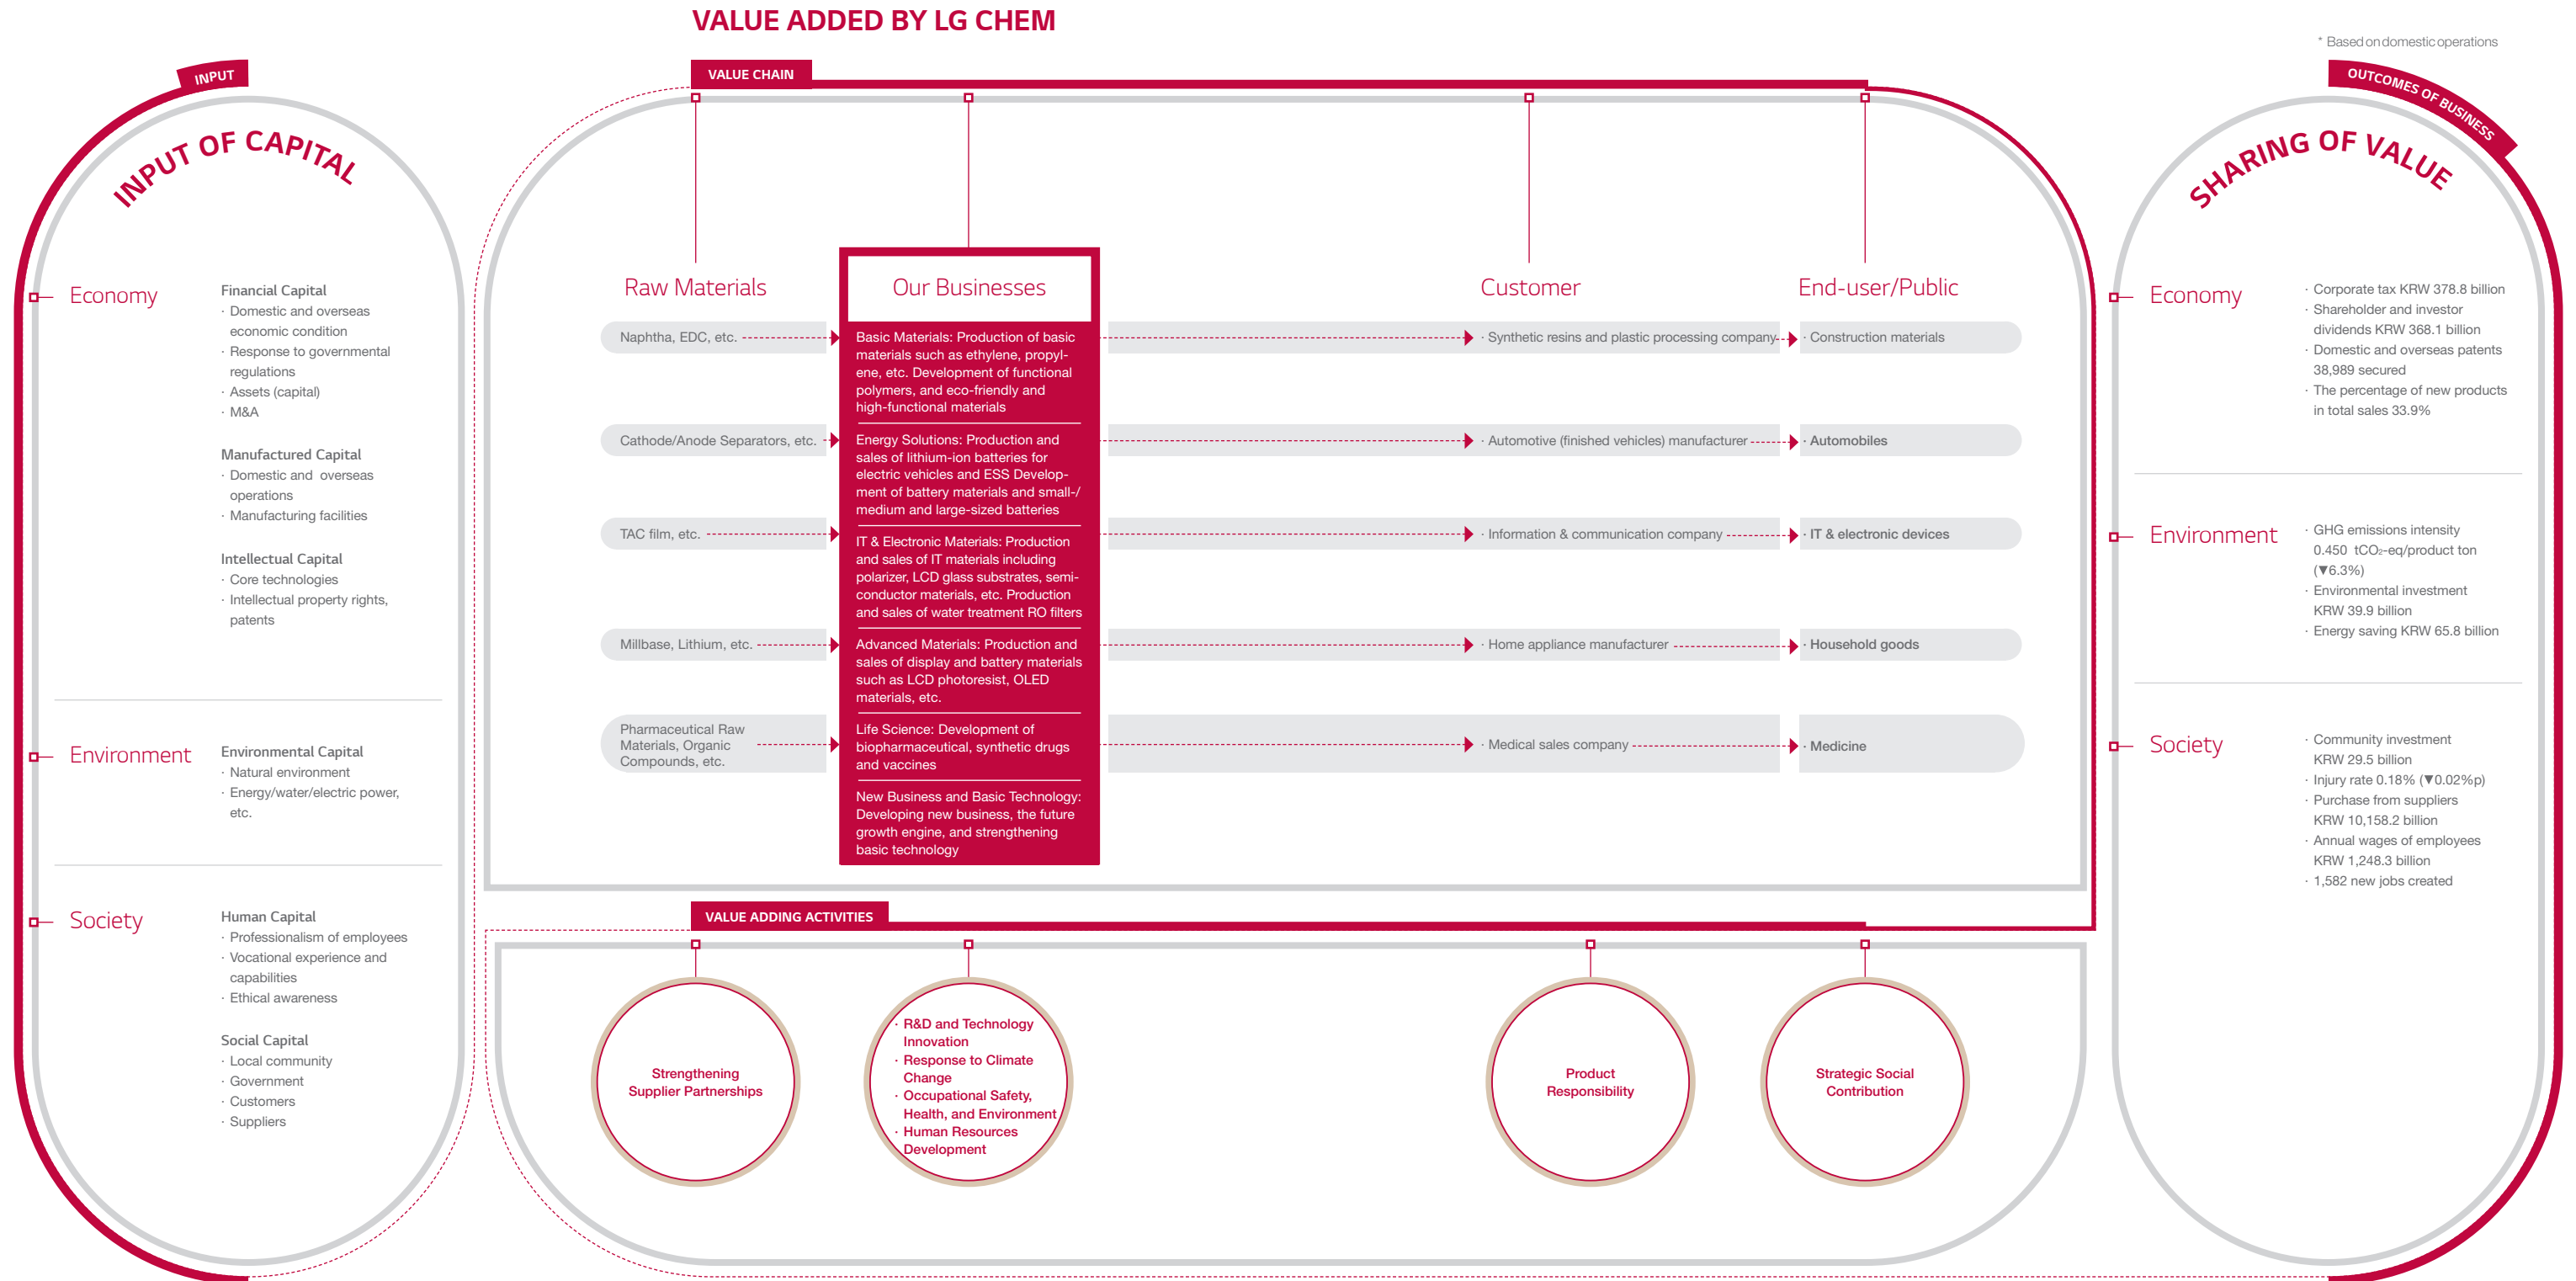 VALUE ADDED BY LG CHEM
* Based on domestic operations
INPUT
INPUT OF CAPITAL
Economy
Financial Capital
· Domestic and overseas
economic condition
· Response to governmental
regulations
· Assets (capital)
· M&A
Manufactured Capital
· Domestic and overseas
operations
· Manufacturing facilities
Intellectual Capital
· Core technologies
· Intellectual property rights,
patents
Environment
Environmental Capital
· Natural environment
· Energy/water/electric power,
etc.
Society
Human Capital
· Professionalism of employees
· Vocational experience and
capabilities
· Ethical awareness
Social Capital
· Local community
· Government
· Customers
· Suppliers
VALUE CHAIN
Raw Materials
Naphtha, EDC, etc.
Cathode/Anode Separators, etc.
TAC film, etc.
Millbase, Lithium, etc.
Pharmaceutical Raw
Materials, Organic
Compounds, etc.
Our Businesses
Basic Materials: Production of basic
materials such as ethylene, propyl-
ene, etc. Development of functional
polymers, and eco-friendly and
high-functional materials
Energy Solutions: Production and
sales of lithium-ion batteries for
electric vehicles and ESS Develop-
ment of battery materials and small-/
medium and large-sized batteries
IT & Electronic Materials: Production
and sales of IT materials including
polarizer, LCD glass substrates, semi-
conductor materials, etc. Production
and sales of water treatment RO filters
Advanced Materials: Production and
sales of display and battery materials
such as LCD photoresist, OLED
materials, etc.
Life Science: Development of
biopharmaceutical, synthetic drugs
and vaccines
New Business and Basic Technology:
Developing new business, the future
growth engine, and strengthening
basic technology
Customer
· Synthetic resins and plastic processing company
· Automotive (finished vehicles) manufacturer
· Information & communication company
· Home appliance manufacturer
· Medical sales company
End-user/Public
· Construction materials
· Automobiles
· IT & electronic devices
· Household goods
· Medicine
VALUE ADDING ACTIVITIES
Strengthening
Supplier Partnerships
· R&D and Technology
Innovation
· Response to Climate
Change
· Occupational Safety,
Health, and Environment
· Human Resources
Development
Product
Responsibility
Strategic Social
Contribution
OUTCOMES OF BUSINESS
SHARING OF VALUE
Economy
· Corporate tax KRW 378.8 billion
· Shareholder and investor
dividends KRW 368.1 billion
· Domestic and overseas patents
38,989 secured
· The percentage of new products
in total sales 33.9%
Environment
· GHG emissions intensity
0.450 tCO₂-eq/product ton
(▼6.3%)
· Environmental investment
KRW 39.9 billion
· Energy saving KRW 65.8 billion
Society
· Community investment
KRW 29.5 billion
· Injury rate 0.18% (▼0.02%p)
· Purchase from suppliers
KRW 10,158.2 billion
· Annual wages of employees
KRW 1,248.3 billion
· 1,582 new jobs created